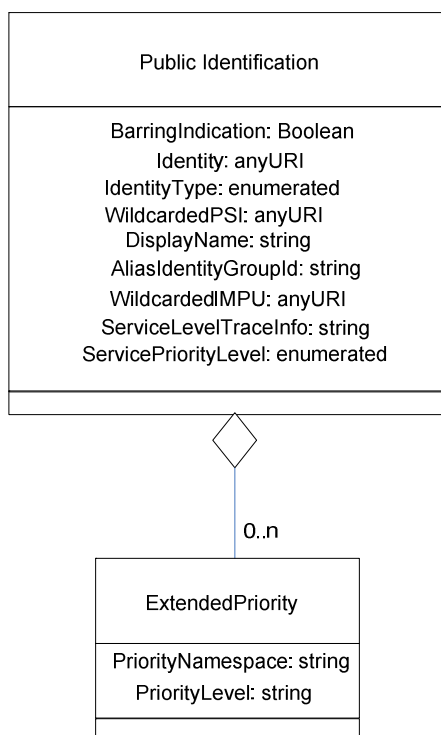 Public Identification
BarringIndication: Boolean
Identity: anyURI
IdentityType: enumerated
WildcardedPSI: anyURI
DisplayName: string
AliasIdentityGroupId: string
WildcardedIMPU: anyURI
ServiceLevelTraceInfo: string
ServicePriorityLevel: enumerated
0..n
ExtendedPriority
PriorityNamespace: string
PriorityLevel: string